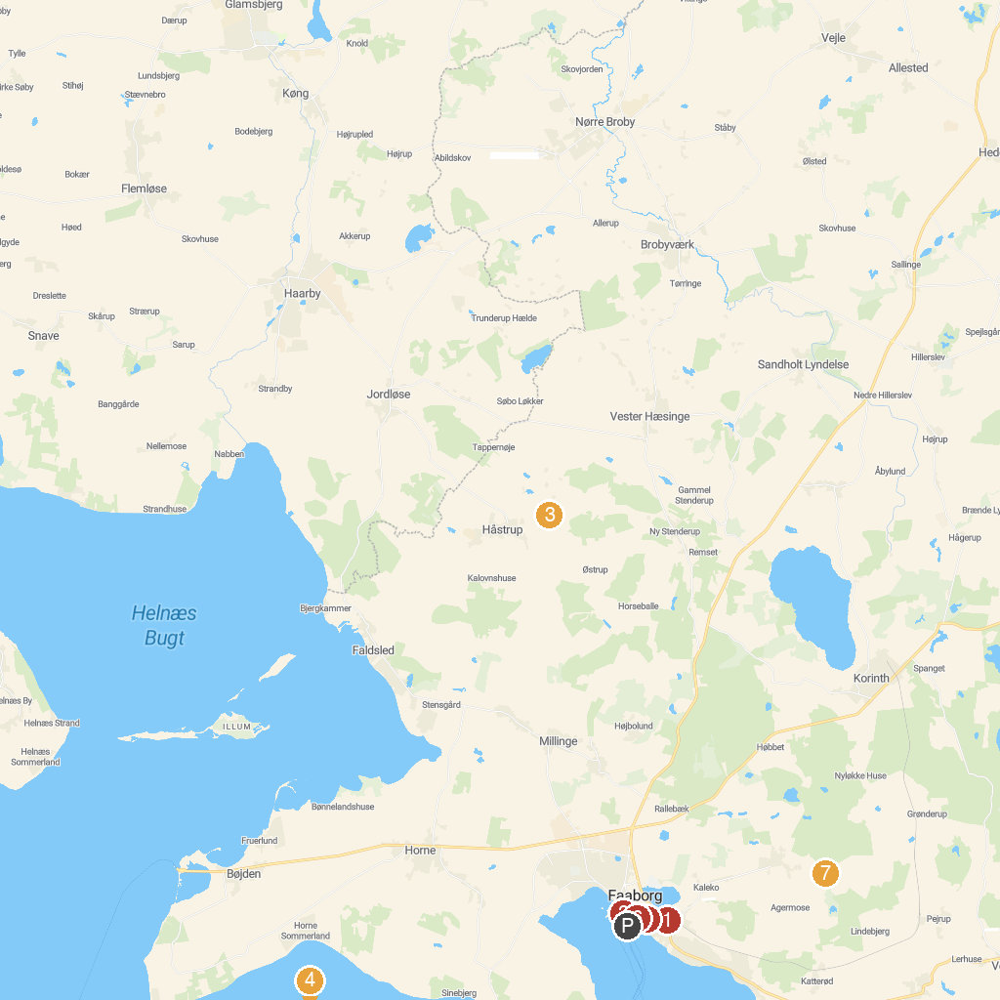 Glamsbjerg
Dærup
Knold
Vejle
Tylle
Skovjorden
Allested
Lundsbjerg
Stihøj
Stævnebro
Køng
Nørre Broby
Ståby
Bodebjerg
Højrupled
Højrup
Abildskov
Ølsted
Bokær
Flemløse
Allerup
Høed
Skovhuse
Akkerup
Brobyværk
Skovhuse
Sallinge
Tørringe
Dreslette
Haarby
Skårup
Strærup
Trunderup Hælde
Snave
Sarup
Hillerslev
Sandholt Lyndelse
Strandby
Jordløse
Søbo Løkker
Nedre Hillerslev
Banggårde
Vester Hæsinge
Højrup
Nellemose
Nabben
Tappernøje
Åbylund
Gammel
Stenderup
Strandhuse
3
Håstrup
Ny Stenderup
Hågerup
Remset
Østrup
Kalovnshuse
Bjergkammer
Horseballe
Helnæs
Bugt
Faldsled
Spanget
Korinth
Stensgård
Helnæs Strand
ILLUM
Højbolund
Helnæs
Sommerland
Millinge
Høbbet
Nyløkke Huse
Bønnelandshuse
Rallebæk
Grønderup
Fruerlund
Horne
Bøjden
7
Kaleko
Faaborg
Agermose
P
1
Pejrup
Horne
Sommerland
Lindebjerg
Lerhuse
4
Katterød
Sinebjerg